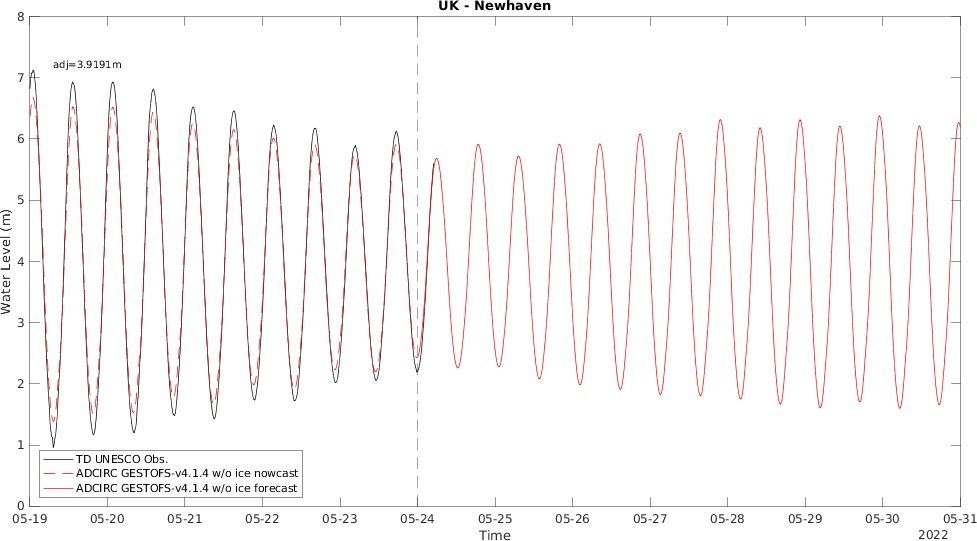 UK - Newhaven
adj=3.9191m
8
7
6
5
4
3
2
1
0
Water Level (m)
TD UNESCO Obs.
ADCIRC GESTOFS-v4.1.4 w/o ice nowcast
ADCIRC GESTOFS-v4.1.4 w/o ice forecast
05-19 05-20 05-21 05-22 05-23 05-24 05-25 05-26 05-27 05-28 05-29 05-30 05-31
Time
2022